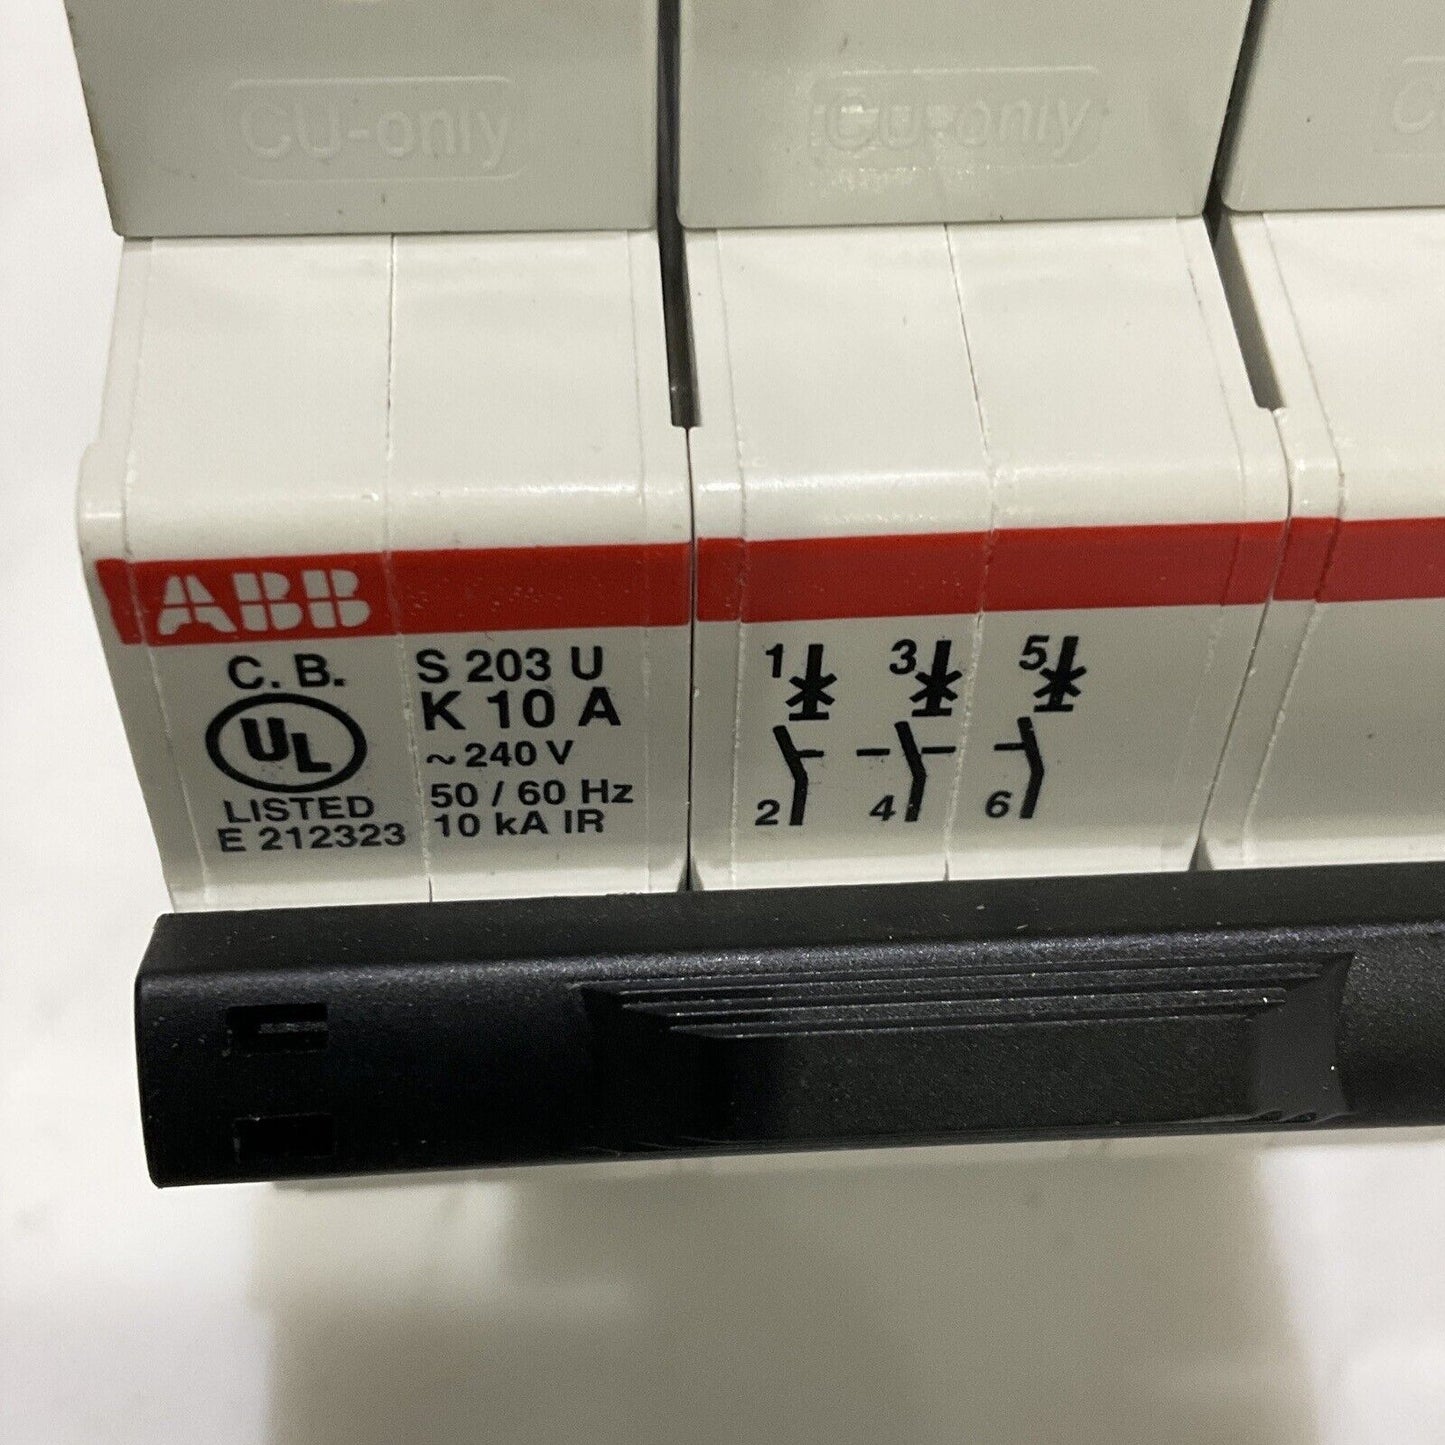 CU-only
CU-only
C
ABB
C. B.
UL
LISTED
E 212323
S 203 U
K 10 A
~ 240 V
50 / 60 Hz
10 kA IR
1 3 5
2 4 6